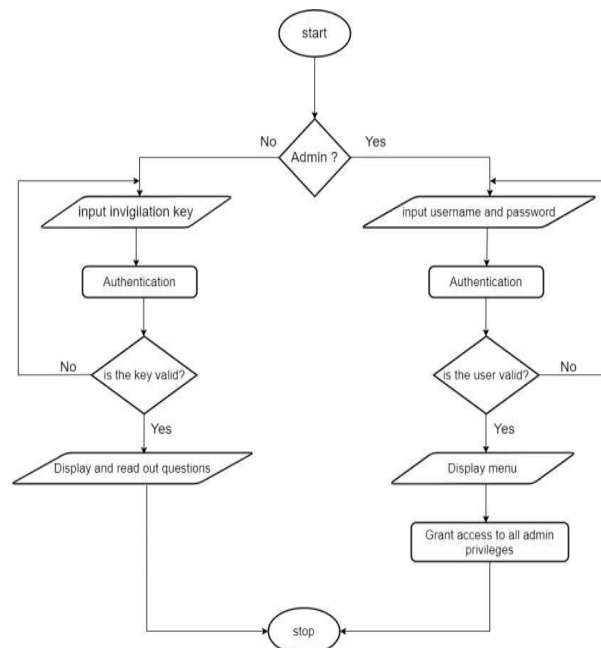 start
Admin ?
No
Yes
input invigilation key
input username and password
Authentication
Authentication
is the key valid?
No
is the user valid?
No
Yes
Yes
Display and read out questions
Display menu
Grant access to all admin
privileges
stop